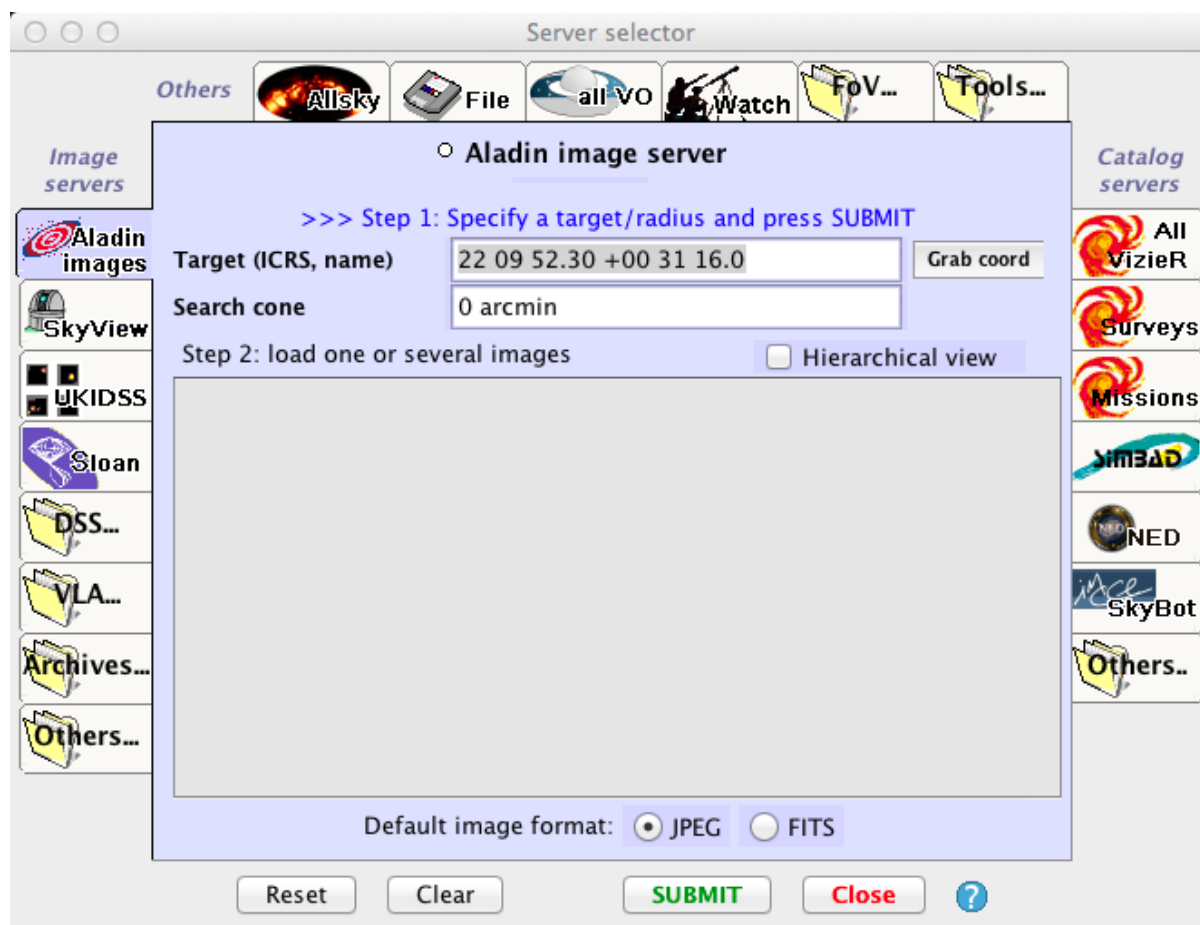 Server selector
Others
Allsky
File
all VO
Watch
FoV...
Tools...
Image
servers
Aladin
images
SkyView
UKIDSS
Sloan
DSS...
VLA...
Archives...
Others...
Aladin image server
>>> Step 1: Specify a target/radius and press SUBMIT
Target (ICRS, name) 22 09 52.30 +00 31 16.0 Grab coord
Search cone 0 arcmin
Step 2: load one or several images Hierarchical view
Default image format: JPEG FITS
Catalog
servers
All
VizieR
Surveys
Missions
SIMBAD
NED
NED
imcce
SkyBot
Others..
Reset Clear SUBMIT Close ?